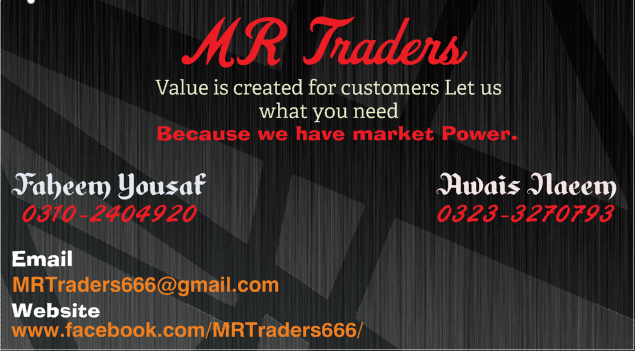 MR Traders
Value is created for customers Let us
what you need
Because we have market Power.
Faheem Yousaf
Awais Naeem
0310-2404920
0323-3270793
Email
MRTraders666@gmail.com
Website
www.facebook.com/MRTraders666/